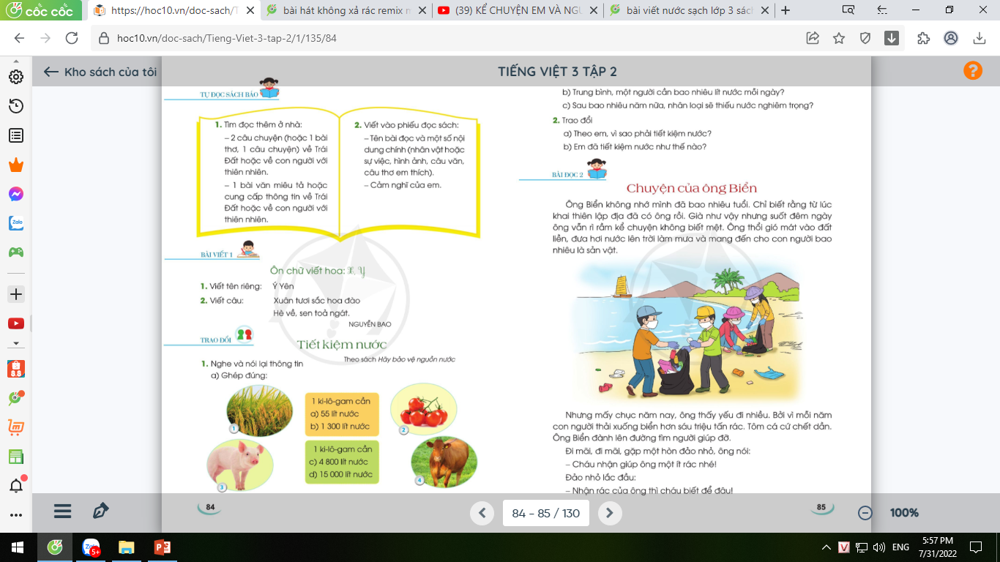 cốc cốc
https://hoc10.vn/doc-sach/T
bài hát không xả rác remix m
(39) KỂ CHUYỆN EM VÀ NGƯ
bài viết nước sạch lớp 3 sách
hoc10.vn/doc-sach/Tieng-Viet-3-tap-2/1/135/84
Kho sách của tôi
TIẾNG VIỆT 3 TẬP 2
?
TỰ ĐỌC SÁCH BÁO
1. Tìm đọc thêm ở nhà:
– 2 câu chuyện (hoặc 1 bài
thơ, 1 câu chuyện) về Trái
Đất hoặc về con người với
thiên nhiên.
– 1 bài văn miêu tả hoặc
cung cấp thông tin về Trái
Đất hoặc về con người với
thiên nhiên.
2. Viết vào phiếu đọc sách:
– Tên bài đọc và một số nội
dung chính (nhân vật hoặc
sự việc, hình ảnh, câu văn,
câu thơ em thích).
– Cảm nghĩ của em.
BÀI VIẾT 1
Ôn chữ viết hoa: X, Y
1. Viết tên riêng: Ý Yên
2. Viết câu: Xuân tươi sắc hoa đào
Hè về, sen toả ngát.
NGUYỄN BAO
TRAO ĐỔI
Tiết kiệm nước
Theo sách Hãy bảo vệ nguồn nước
1. Nghe và nói lại thông tin
a) Ghép đúng:
1
1 ki-lô-gam cần
a) 55 lít nước
b) 1 300 lít nước
2
3
1 ki-lô-gam cần
c) 4 800 lít nước
d) 15 000 lít nước
4
84
b) Trung bình, một người cần bao nhiêu lít nước mỗi ngày?
c) Sau bao nhiêu năm nữa, nhân loại sẽ thiếu nước nghiêm trọng?
2. Trao đổi
a) Theo em, vì sao phải tiết kiệm nước?
b) Em đã tiết kiệm nước như thế nào?
BÀI ĐỌC 2
Chuyện của ông Biển
Ông Biển không nhớ mình đã bao nhiêu tuổi. Chỉ biết rằng từ lúc
khai thiên lập địa đã có ông rồi. Già như vậy nhưng suốt đêm ngày
ông vẫn rì rầm kể chuyện không biết mệt. Ông thổi gió mát vào đất
liền, đưa hơi nước lên trời làm mưa và mang đến cho con người bao
nhiêu là sản vật.
Nhưng mấy chục năm nay, ông thấy yếu đi nhiều. Bởi vì mỗi năm
con người thải xuống biển hơn sáu triệu tấn rác. Tôm cá cứ chết dần.
Ông Biển đành lên đường tìm người giúp đỡ.
Đi mãi, đi mãi, gặp một hòn đảo nhỏ, ông nói:
– Cháu nhận giúp ông một ít rác nhé!
Đảo nhỏ lắc đầu:
– Nhận rác của ông thì cháu biết để đâu!
85
84 – 85 / 130
100%
Zalo
8.8
Zalo
5+
V
ENG
5:57 PM
7/31/2022